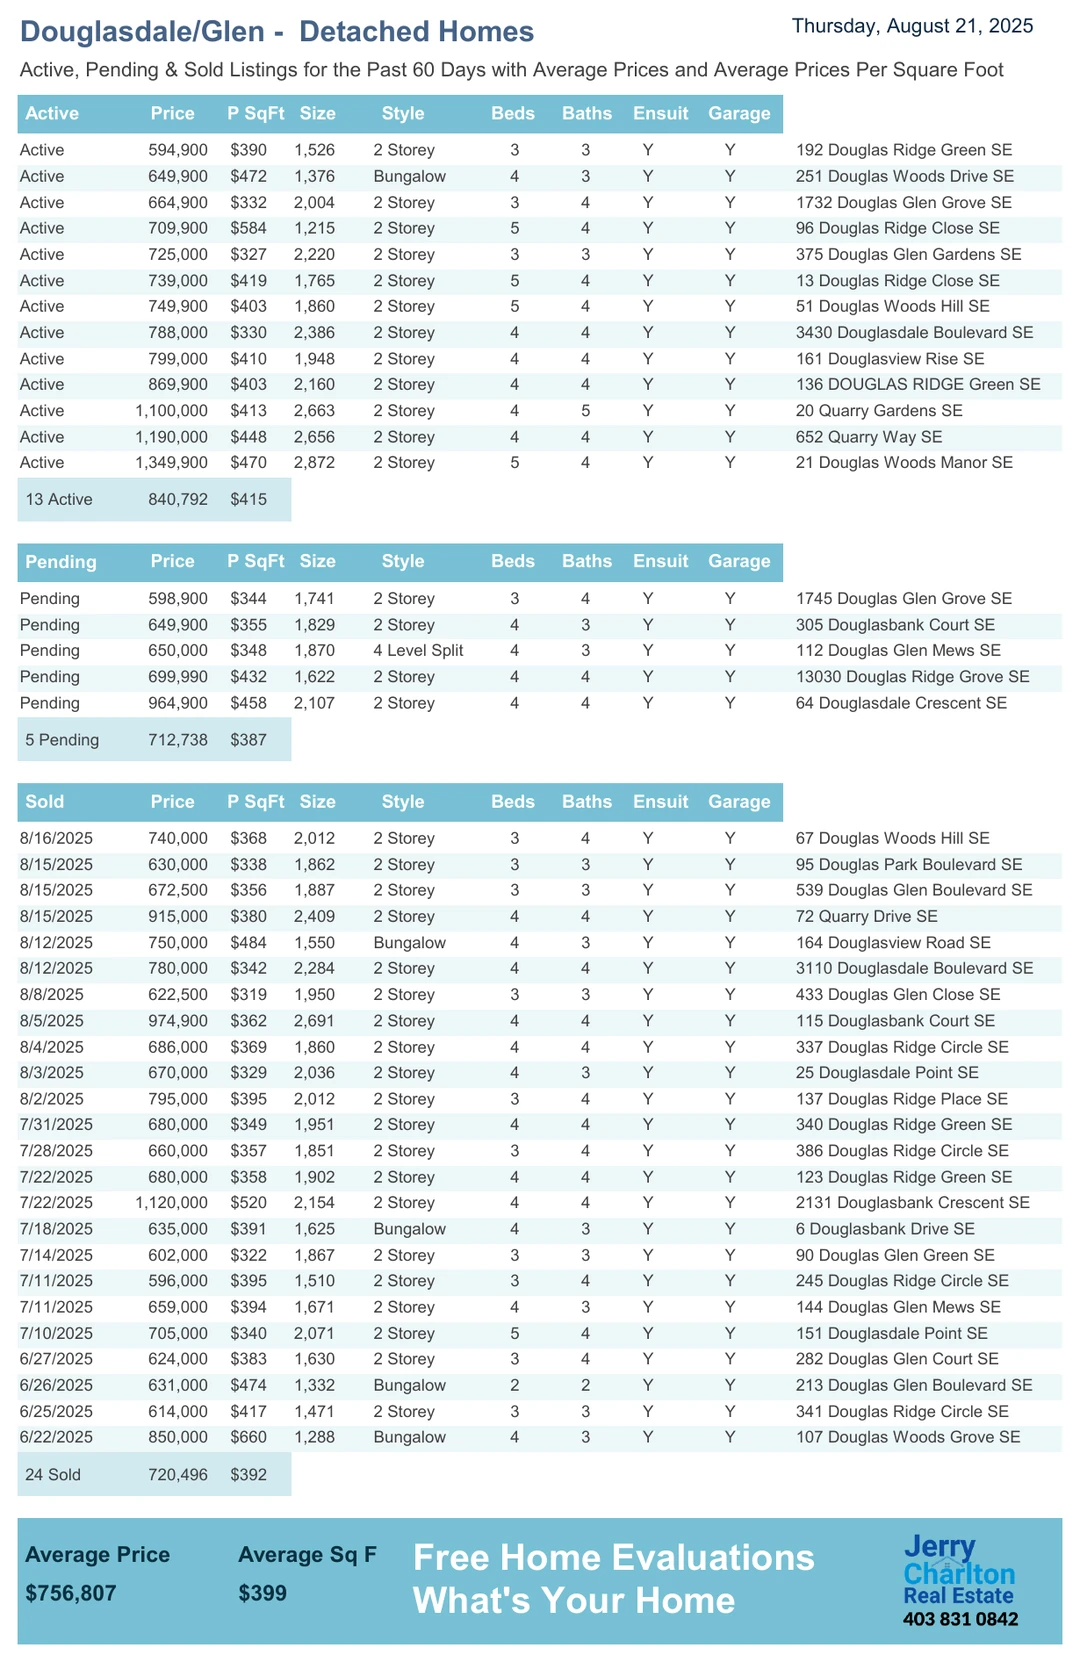 Douglasdale/Glen - Detached Homes
Thursday, August 21, 2025
Active, Pending & Sold Listings for the Past 60 Days with Average Prices and Average Prices Per Square Foot
Active Price P SqFt Size Style Beds Baths Ensuit Garage
Active 594,900 $390 1,526 2 Storey 3 3 Y Y 192 Douglas Ridge Green SE
Active 649,900 $472 1,376 Bungalow 4 3 Y Y 251 Douglas Woods Drive SE
Active 664,900 $332 2,004 2 Storey 3 4 Y Y 1732 Douglas Glen Grove SE
Active 709,900 $584 1,215 2 Storey 5 4 Y Y 96 Douglas Ridge Close SE
Active 725,000 $327 2,220 2 Storey 3 3 Y Y 375 Douglas Glen Gardens SE
Active 739,000 $419 1,765 2 Storey 5 4 Y Y 13 Douglas Ridge Close SE
Active 749,900 $403 1,860 2 Storey 5 4 Y Y 51 Douglas Woods Hill SE
Active 788,000 $330 2,386 2 Storey 4 4 Y Y 3430 Douglasdale Boulevard SE
Active 799,000 $410 1,948 2 Storey 4 4 Y Y 161 Douglasview Rise SE
Active 869,900 $403 2,160 2 Storey 4 4 Y Y 136 DOUGLAS RIDGE Green SE
Active 1,100,000 $413 2,663 2 Storey 4 5 Y Y 20 Quarry Gardens SE
Active 1,190,000 $448 2,656 2 Storey 4 4 Y Y 652 Quarry Way SE
Active 1,349,900 $470 2,872 2 Storey 5 4 Y Y 21 Douglas Woods Manor SE
13 Active 840,792 $415
Pending Price P SqFt Size Style Beds Baths Ensuit Garage
Pending 598,900 $344 1,741 2 Storey 3 4 Y Y 1745 Douglas Glen Grove SE
Pending 649,900 $355 1,829 2 Storey 4 3 Y Y 305 Douglasbank Court SE
Pending 650,000 $348 1,870 4 Level Split 4 3 Y Y 112 Douglas Glen Mews SE
Pending 699,990 $432 1,622 2 Storey 4 4 Y Y 13030 Douglas Ridge Grove SE
Pending 964,900 $458 2,107 2 Storey 4 4 Y Y 64 Douglasdale Crescent SE
5 Pending 712,738 $387
Sold Price P SqFt Size Style Beds Baths Ensuit Garage
8/16/2025 740,000 $368 2,012 2 Storey 3 4 Y Y 67 Douglas Woods Hill SE
8/15/2025 630,000 $338 1,862 2 Storey 3 3 Y Y 95 Douglas Park Boulevard SE
8/15/2025 672,500 $356 1,887 2 Storey 3 3 Y Y 539 Douglas Glen Boulevard SE
8/15/2025 915,000 $380 2,409 2 Storey 4 4 Y Y 72 Quarry Drive SE
8/12/2025 750,000 $484 1,550 Bungalow 4 3 Y Y 164 Douglasview Road SE
8/12/2025 780,000 $342 2,284 2 Storey 4 4 Y Y 3110 Douglasdale Boulevard SE
8/8/2025 622,500 $319 1,950 2 Storey 3 3 Y Y 433 Douglas Glen Close SE
8/5/2025 974,900 $362 2,691 2 Storey 4 4 Y Y 115 Douglasbank Court SE
8/4/2025 686,000 $369 1,860 2 Storey 4 4 Y Y 337 Douglas Ridge Circle SE
8/3/2025 670,000 $329 2,036 2 Storey 4 3 Y Y 25 Douglasdale Point SE
8/2/2025 795,000 $395 2,012 2 Storey 3 4 Y Y 137 Douglas Ridge Place SE
7/31/2025 680,000 $349 1,951 2 Storey 4 4 Y Y 340 Douglas Ridge Green SE
7/28/2025 660,000 $357 1,851 2 Storey 3 4 Y Y 386 Douglas Ridge Circle SE
7/22/2025 680,000 $358 1,902 2 Storey 4 4 Y Y 123 Douglas Ridge Green SE
7/22/2025 1,120,000 $520 2,154 2 Storey 4 4 Y Y 2131 Douglasbank Crescent SE
7/18/2025 635,000 $391 1,625 Bungalow 4 3 Y Y 6 Douglasbank Drive SE
7/14/2025 602,000 $322 1,867 2 Storey 3 3 Y Y 90 Douglas Glen Green SE
7/11/2025 596,000 $395 1,510 2 Storey 3 4 Y Y 245 Douglas Ridge Circle SE
7/11/2025 659,000 $394 1,671 2 Storey 4 3 Y Y 144 Douglas Glen Mews SE
7/10/2025 705,000 $340 2,071 2 Storey 5 4 Y Y 151 Douglasdale Point SE
6/27/2025 624,000 $383 1,630 2 Storey 3 4 Y Y 282 Douglas Glen Court SE
6/26/2025 631,000 $474 1,332 Bungalow 2 2 Y Y 213 Douglas Glen Boulevard SE
6/25/2025 614,000 $417 1,471 2 Storey 3 3 Y Y 341 Douglas Ridge Circle SE
6/22/2025 850,000 $660 1,288 Bungalow 4 3 Y Y 107 Douglas Woods Grove SE
24 Sold 720,496 $392
Average Price Average Sq F
$756,807 $399
Free Home Evaluations
What's Your Home
Jerry
Charlton
Real Estate
403 831 0842